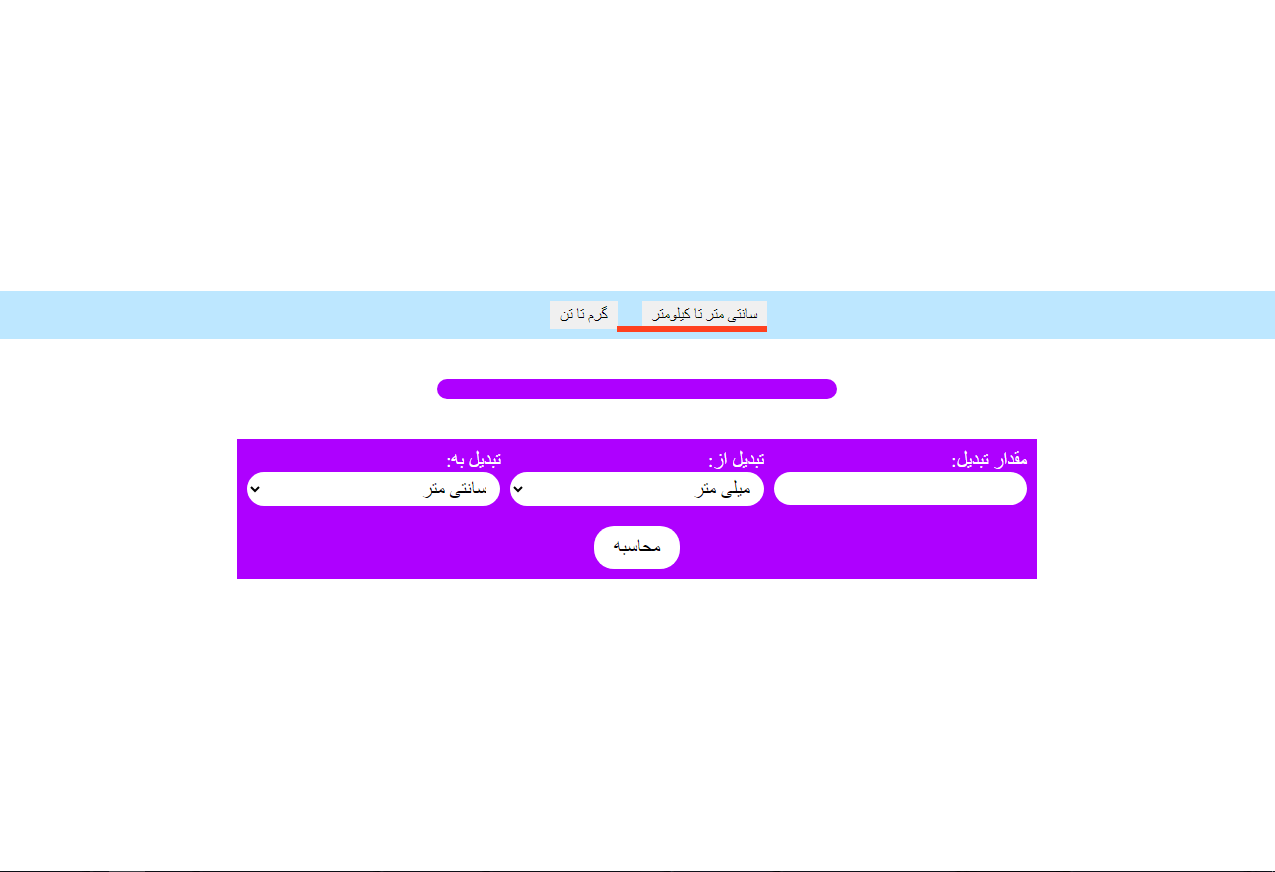 سانتی متر تا کیلومتر
گرم تا تن
مقدار تبدیل:
تبدیل از:
تبدیل به:
میلی متر
سانتی متر
محاسبه